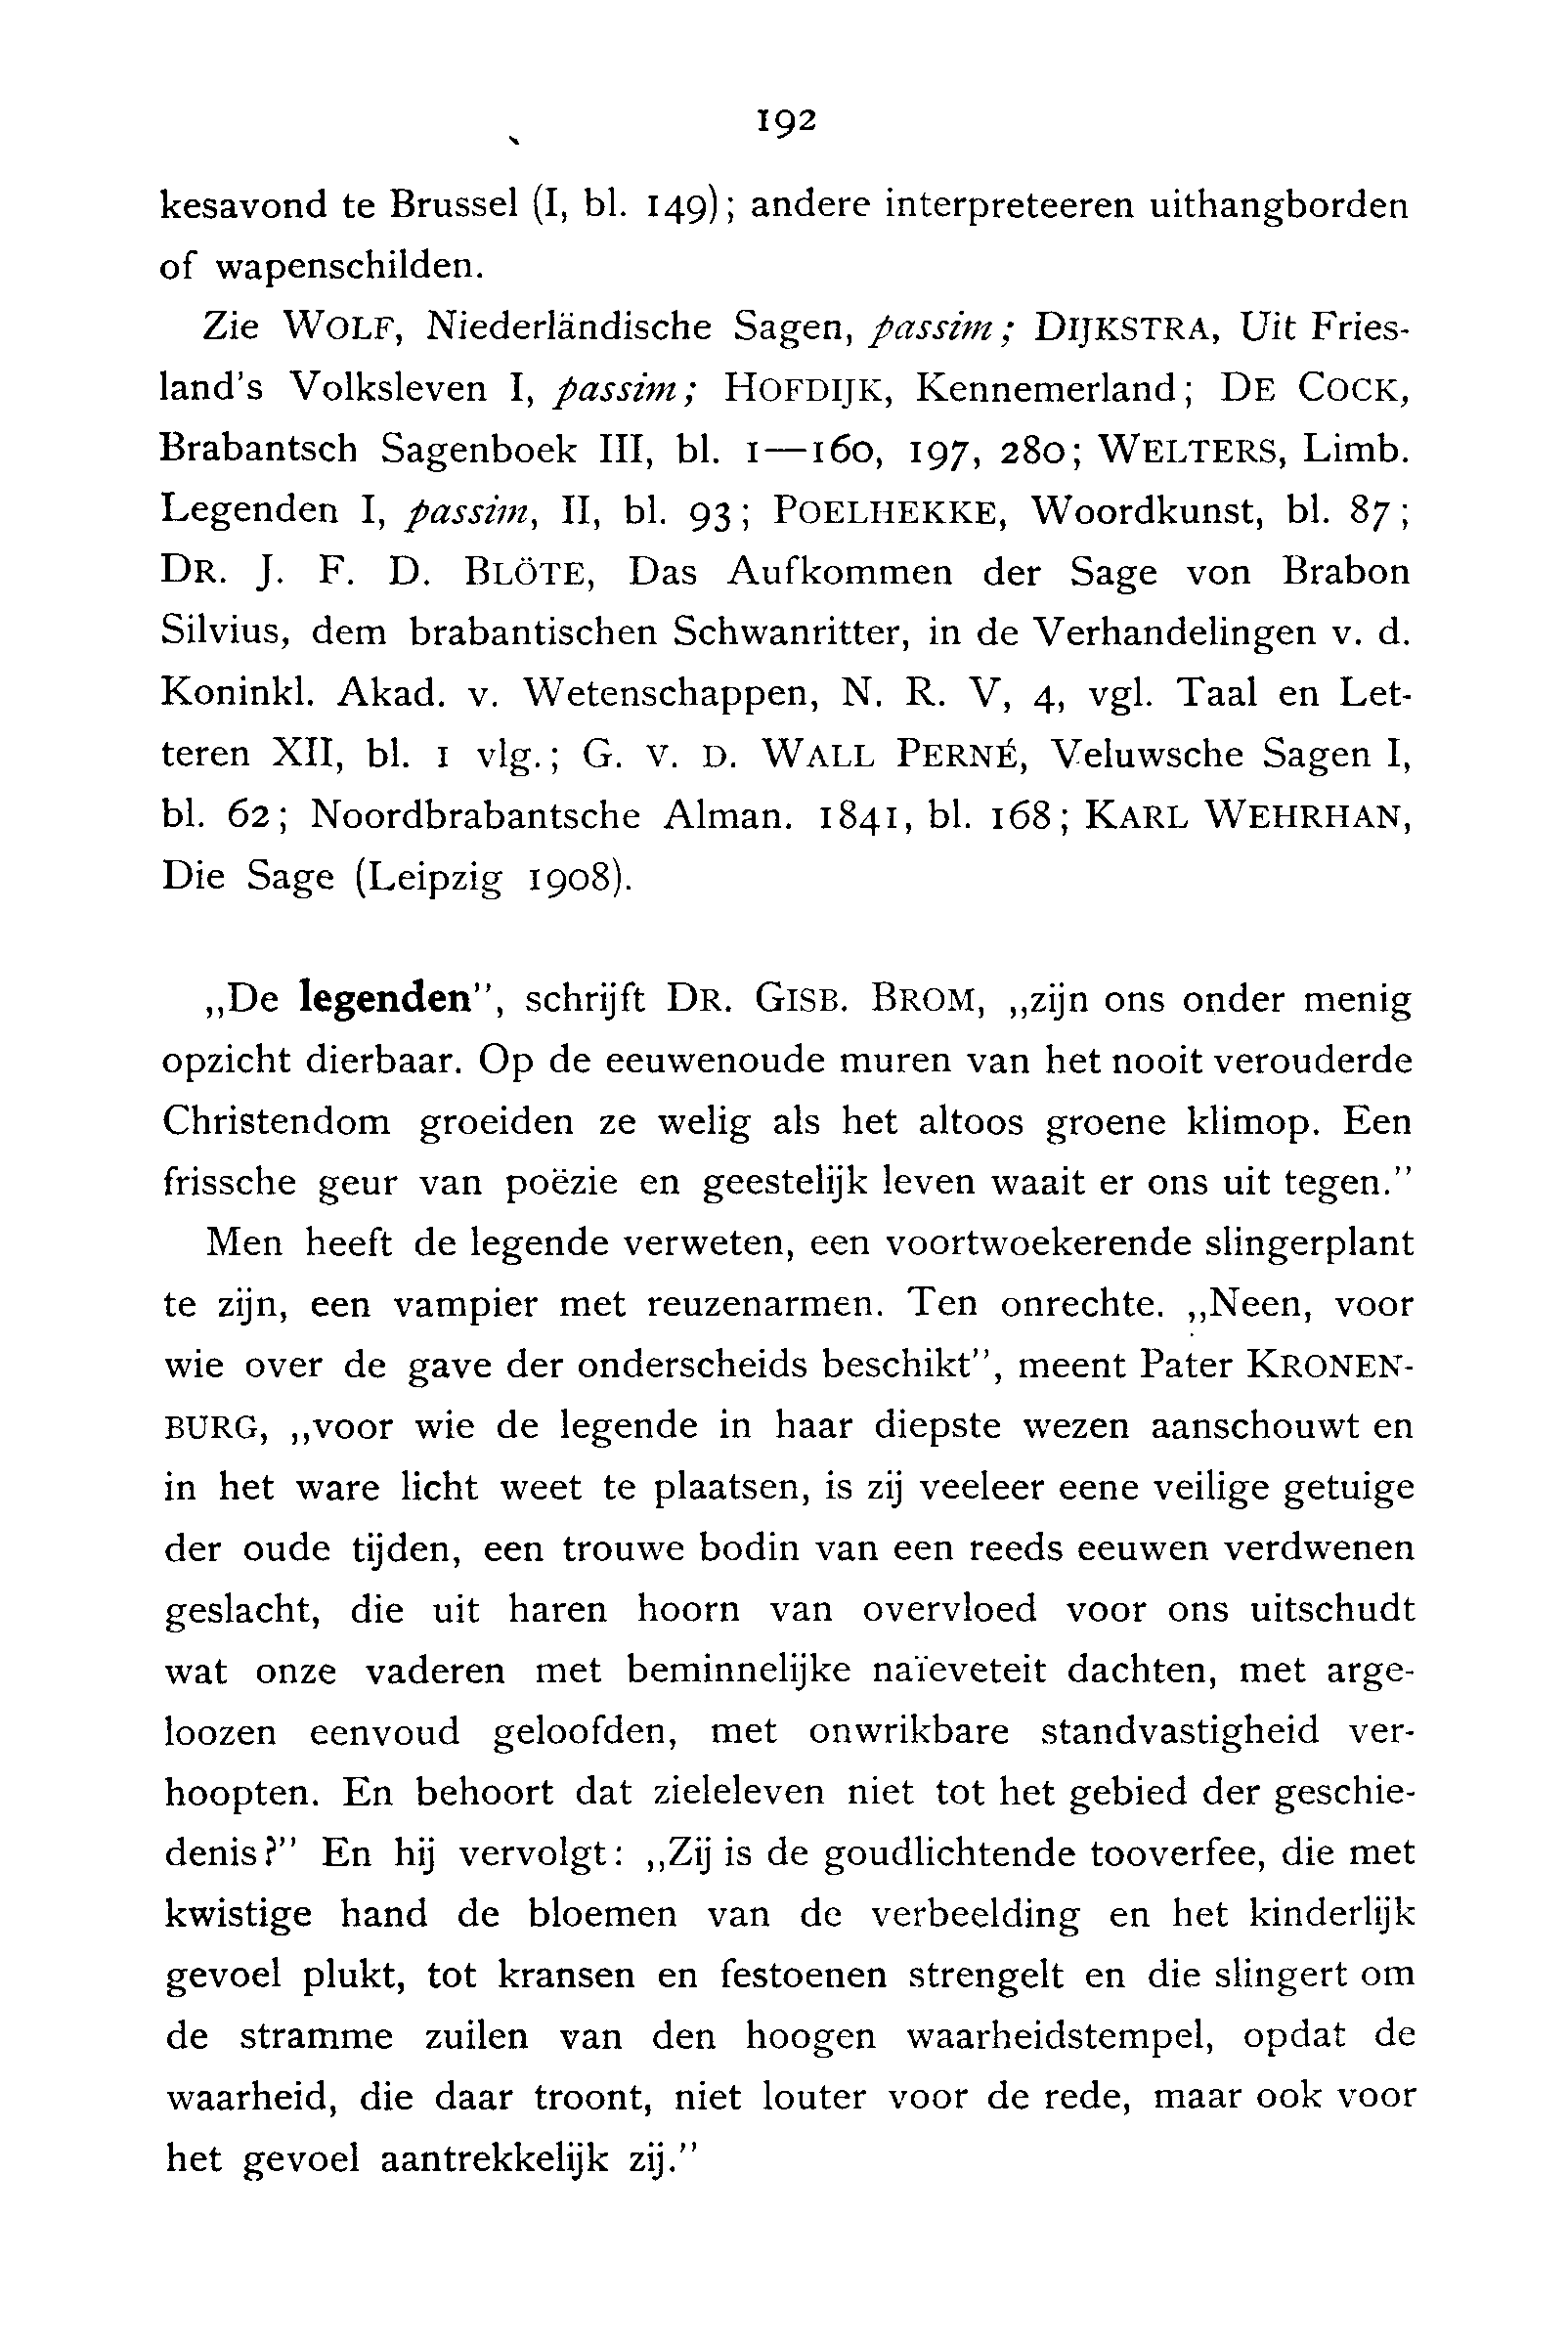 192
kesavond te Brussel (I, bl. 149); andere interpreteeren uithangborden
of wapenschilden.
Zie WOLF, Niederländische Sagen, passim; DIJKSTRA, Uit Fries-
land's Volksleven I, passim; HOFDIJK, Kennemerland; DE COCK,
Brabantsch Sagenboek III, bl. 1—160, 197, 280; WELTERS, Limb.
Legenden I, passim, II, bl. 93; POELHEKKE, Woordkunst, bl. 87;
DR. J. F. D. BLÖTE, Das Aufkommen der Sage von Brabon
Silvius, dem brabantischen Schwanritter, in de Verhandelingen v. d.
Koninkl. Akad. v. Wetenschappen, N. R. V, 4, vgl. Taal en Let-
teren XII, bl. 1 vlg.; G. V. D. WALL PERNÉ, Veluwsche Sagen I,
bl. 62; Noordbrabantsche Alman. 1841, bl. 168; KARL WEHRHAN,
Die Sage (Leipzig 1908).
„De legenden", schrijft DR. GISB. BROM, „zijn ons onder menig
opzicht dierbaar. Op de eeuwenoude muren van het nooit verouderde
Christendom groeiden ze welig als het altoos groene klimop. Een
frissche geur van poëzie en geestelijk leven waait er ons uit tegen."
Men heeft de legende verweten, een voortwoekerende slingerplant
te zijn, een vampier met reuzenarmen. Ten onrechte. „Neen, voor
wie over de gave der onderscheids beschikt", meent Pater KRONEN-
BURG, „voor wie de legende in haar diepste wezen aanschouwt en
in het ware licht weet te plaatsen, is zij veeleer eene veilige getuige
der oude tijden, een trouwe bodin van een reeds eeuwen verdwenen
geslacht, die uit haren hoorn van overvloed voor ons uitschudt
wat onze vaderen met beminnelijke naïeveteit dachten, met arge-
loozen eenvoud geloofden, met onwrikbare standvastigheid ver-
hoopten. En behoort dat zieleleven niet tot het gebied der geschie-
denis?" En hij vervolgt: „Zij is de goudlichtende tooverfee, die met
kwistige hand de bloemen van de verbeelding en het kinderlijk
gevoel plukt, tot kransen en festoenen strengelt en die slingert om
de stramme zuilen van den hoogen waarheidstempel, opdat de
waarheid, die daar troont, niet louter voor de rede, maar ook voor
het gevoel aantrekkelijk zij."